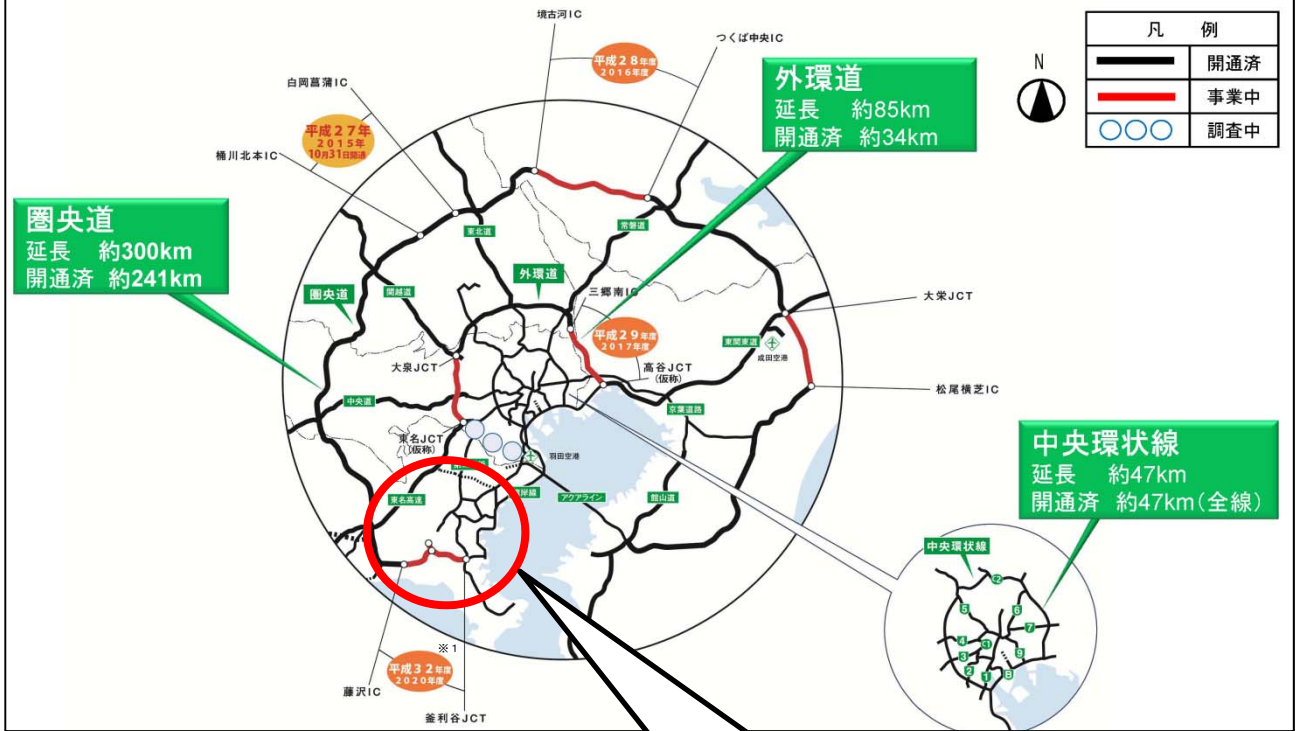 境古河IC
つくば中央IC
平成28年度
2016年度
白岡菖蒲IC
平成27年
2015年
10月31日開通
桶川北本IC
N
凡 例
開通済
事業中
調査中
外環道
延長 約85km
開通済 約34km
圏央道
延長 約300km
開通済 約241km
東北道
常磐道
外環道
圏央道
関越道
三郷南IC
大栄JCT
平成29年度
2017年度
東関東道
成田空港
大泉JCT
高谷JCT
(仮称)
松尾横芝IC
中央道
京葉道路
東名JCT
(仮称)
羽田空港
東名高速
アクアライン
館山道
中央環状線
延長 約47km
開通済 約47km(全線)
中央環状線
C2
5
6
7
4
C1
3
9
2
1
B
※1
平成32年度
2020年度
藤沢IC
釜利谷JCT